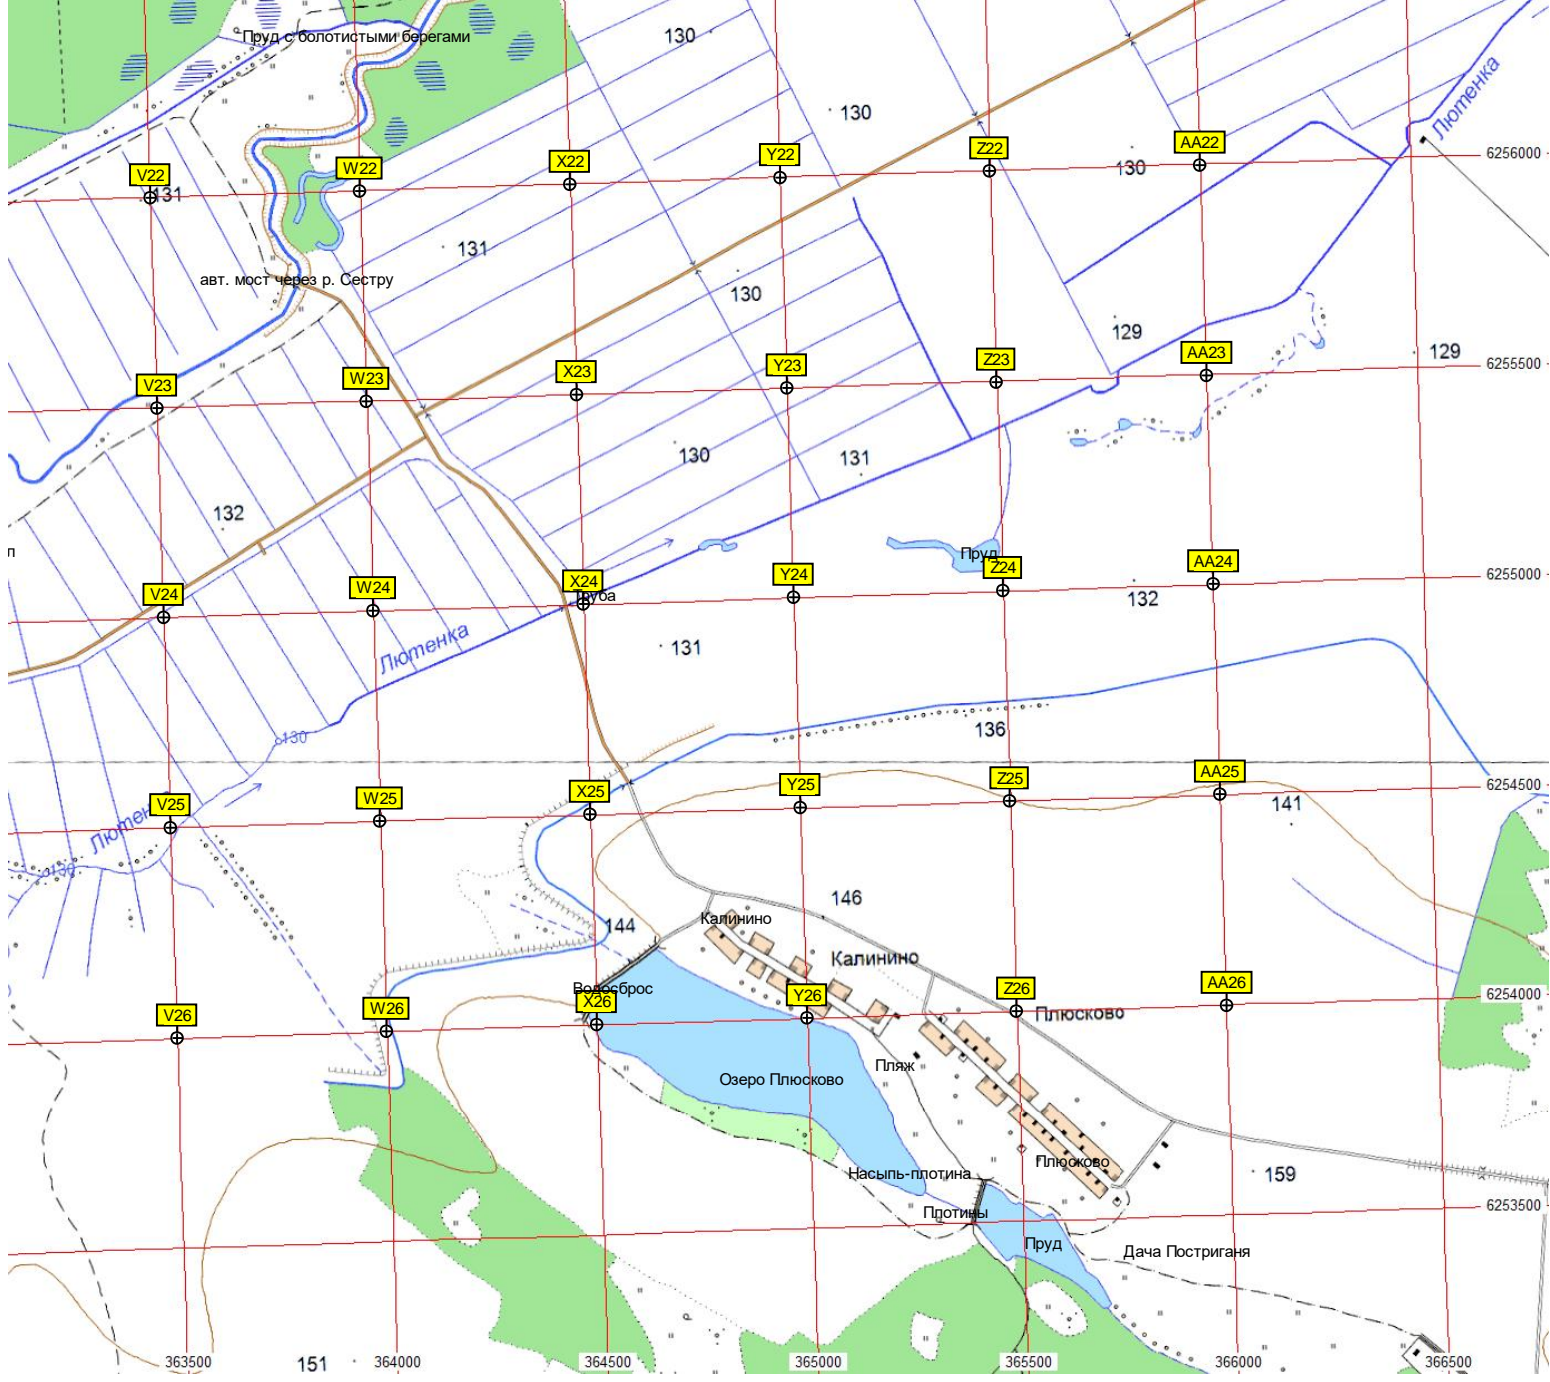 Пруд с болотистыми берегами
130
130
Лютенка
6256000
V22
W22
X22
Y22
Z22
AA22
131
130
131
авт. мост через р. Сестру
130
129
129
6255500
V23
W23
X23
Y23
Z23
AA23
130
131
132
п
Пруд
6255000
V24
W24
X24
Y24
Z24
AA24
Труба
132
Лютенка
131
136
130
6254500
V25
W25
X25
Y25
Z25
AA25
141
Лютенка
130
146
144
Калинино
Калинино
Водосброс
6254000
V26
W26
X26
Y26
Z26
AA26
Плюсково
Пляж
Озеро Плюсково
Плюсково
Насыпь-плотина
159
Плотины
6253500
Пруд
Дача Постриганя
151
363500
364000
364500
365000
365500
366000
366500